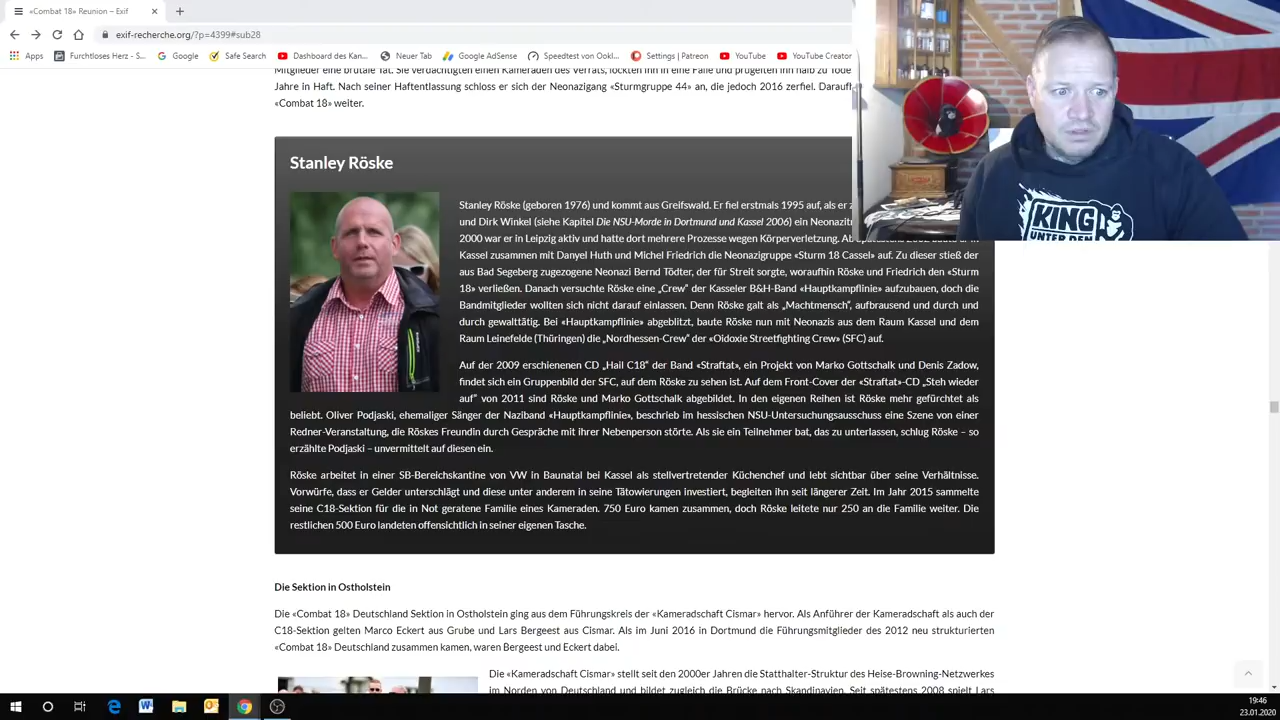 «Combat 18» Reunion – Exif
exif-recherche.org/?p=4399#sub28
Apps Furchtloses Herz – S... Google Safe Search Dashboard des Kan... Neuer Tab Google AdSense Speedtest von Ookl... Settings | Patreon YouTube YouTube Creator
Mitglieder eine brutale Tat. Sie verdächtigten einen Kameraden des Verrats, lockten ihn in eine Falle und prügelten ihn halb zu Tode
Jahre in Haft. Nach seiner Haftentlassung schloss er sich der Neonazigang «Sturmgruppe 44» an, die jedoch 2016 zerfiel. Daraufh
«Combat 18» weiter.
Stanley Röske
Stanley Röske (geboren 1976) und kommt aus Greifswald. Er fiel erstmals 1995 auf, als er z
und Dirk Winkel (siehe Kapitel Die NSU-Morde in Dortmund und Kassel 2006) ein Neonazitr
2000 war er in Leipzig aktiv und hatte dort mehrere Prozesse wegen Körperverletzung. Ab
Kassel zusammen mit Danyel Huth und Michel Friedrich die Neonazigruppe «Sturm 18 Cassel» auf. Zu dieser stieß der
aus Bad Segeberg zugezogene Neonazi Bernd Tödter, der für Streit sorgte, woraufhin Röske und Friedrich den «Sturm
18» verließen. Danach versuchte Röske eine „Crew“ der Kasseler B&H-Band «Hauptkampflinie» aufzubauen, doch die
Bandmitglieder wollten sich nicht darauf einlassen. Denn Röske galt als „Machtmensch“, aufbrausend und durch und
durch gewalttätig. Bei «Hauptkampflinie» abgeblitzt, baute Röske nun mit Neonazis aus dem Raum Kassel und dem
Raum Leinefelde (Thüringen) die „Nordhessen-Crew“ der «Oidoxie Streetfighting Crew» (SFC) auf.
Auf der 2009 erschienenen CD „Hail C18“ der Band «Straftat», ein Projekt von Marko Gottschalk und Denis Zadow,
findet sich ein Gruppenbild der SFC, auf dem Röske zu sehen ist. Auf dem Front-Cover der «Straftat»-CD „Steh wieder
auf“ von 2011 sind Röske und Marko Gottschalk abgebildet. In den eigenen Reihen ist Röske mehr gefürchtet als
beliebt. Oliver Podjaski, ehemaliger Sänger der Naziband «Hauptkampflinie», beschrieb im hessischen NSU-Untersuchungsausschuss eine Szene von einer
Redner-Veranstaltung, die Röskes Freundin durch Gespräche mit ihrer Nebenperson störte. Als sie ein Teilnehmer bat, das zu unterlassen, schlug Röske – so
erzählte Podjaski – unvermittelt auf diesen ein.
Röske arbeitet in einer SB-Bereichskantine von VW in Baunatal bei Kassel als stellvertretender Küchenchef und lebt sichtbar über seine Verhältnisse.
Vorwürfe, dass er Gelder unterschlägt und diese unter anderem in seine Tätowierungen investiert, begleiten ihn seit längerer Zeit. Im Jahr 2015 sammelte
seine C18-Sektion für die in Not geratene Familie eines Kameraden. 750 Euro kamen zusammen, doch Röske leitete nur 250 an die Familie weiter. Die
restlichen 500 Euro landeten offensichtlich in seiner eigenen Tasche.
KING
UNTER DEN
Die Sektion in Ostholstein
Die «Combat 18» Deutschland Sektion in Ostholstein ging aus dem Führungskreis der «Kameradschaft Cismar» hervor. Als Anführer der Kameradschaft als auch der
C18-Sektion gelten Marco Eckert aus Grube und Lars Bergeest aus Cismar. Als im Juni 2016 in Dortmund die Führungsmitglieder des 2012 neu strukturierten
«Combat 18» Deutschland zusammen kamen, waren Bergeest und Eckert dabei.
Die «Kameradschaft Cismar» stellt seit den 2000er Jahren die Statthalter-Struktur des Heise-Browning-Netzwerkes
im Norden von Deutschland und bildet zugleich die Brücke nach Skandinavien. Seit spätestens 2008 spielt Lars
19:46
23.01.2020